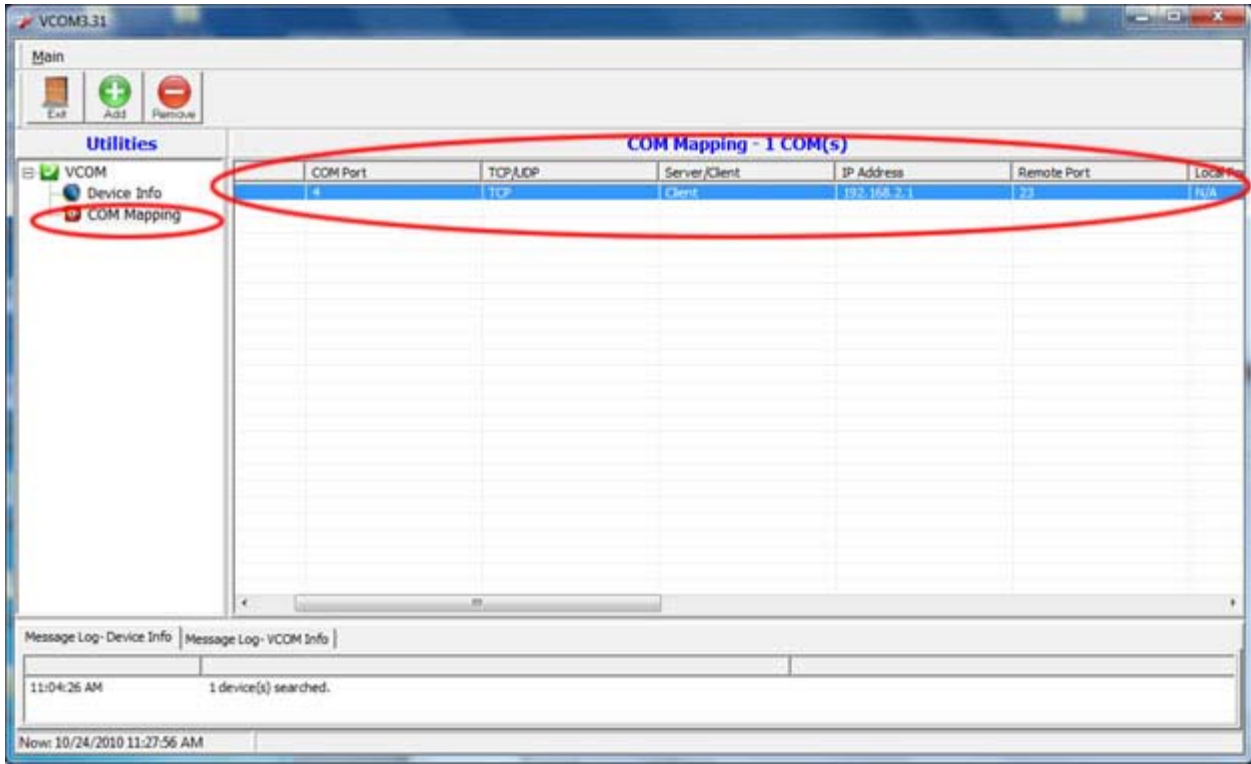 VCOM3.31
Main
Exit Add Remove
Utilities
COM Mapping - 1 COM(s)
VCOM
Device Info
COM Mapping
COM Port TCP/UDP Server/Client IP Address Remote Port Local
4 TCP Client 192.168.2.1 23 N/A
Message Log- Device Info Message Log- VCOM Info
11:04:26 AM 1 device(s) searched.
Now: 10/24/2010 11:27:56 AM